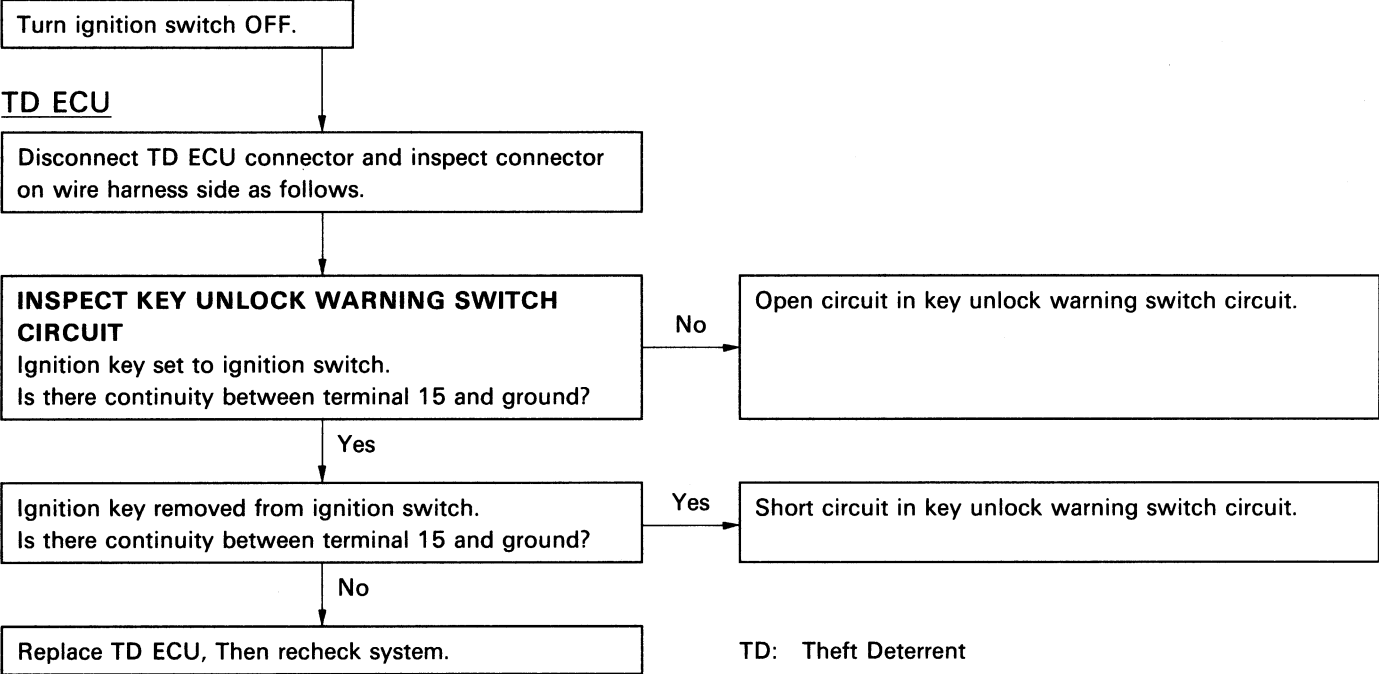 Turn ignition switch OFF.
TD ECU
Disconnect TD ECU connector and inspect connector
on wire harness side as follows.
INSPECT KEY UNLOCK WARNING SWITCH
CIRCUIT
Ignition key set to ignition switch.
Is there continuity between terminal 15 and ground?
No
Open circuit in key unlock warning switch circuit.
Yes
Ignition key removed from ignition switch.
Is there continuity between terminal 15 and ground?
Yes
Short circuit in key unlock warning switch circuit.
No
Replace TD ECU, Then recheck system.
TD: Theft Deterrent